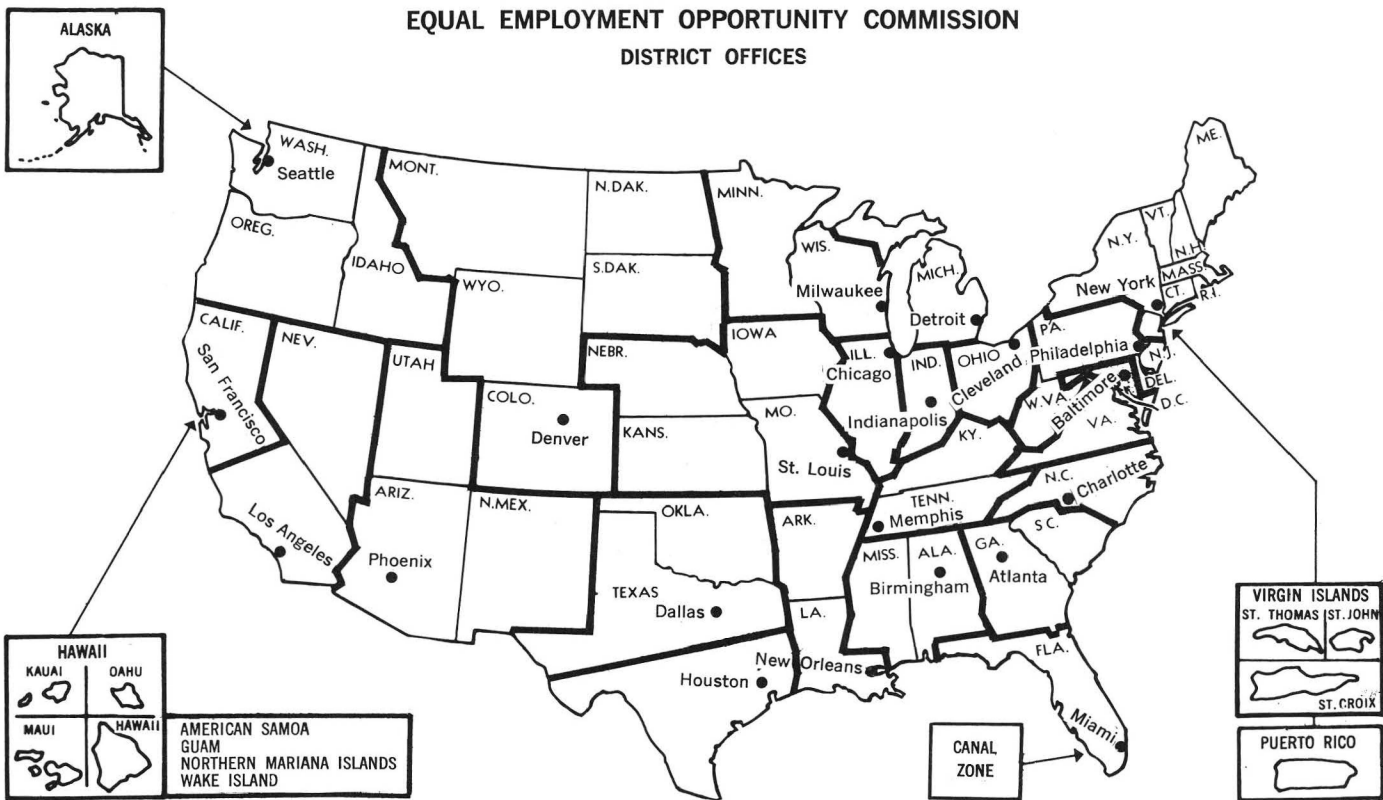 EQUAL EMPLOYMENT OPPORTUNITY COMMISSION
DISTRICT OFFICES
ALASKA
WASH.
Seattle
OREG.
IDAHO
MONT.
N.DAK.
S.DAK.
WYO.
MINN.
WIS.
Milwaukee
MICH.
Detroit
ME.
VT.
N.H.
N.Y.
MASS.
CT.
R.I.
New York
CALIF.
San Francisco
NEV.
UTAH
COLO.
Denver
NEBR.
KANS.
IOWA
MO.
St. Louis
ILL.
Chicago
IND.
Indianapolis
OHIO
Cleveland
PA.
Philadelphia
N.J.
DEL.
D.C.
Baltimore
W.VA.
VA.
KY.
Los Angeles
ARIZ.
Phoenix
N.MEX.
OKLA.
TEXAS
Dallas
Houston
ARK.
LA.
New Orleans
TENN.
Memphis
N.C.
Charlotte
S.C.
MISS.
ALA.
Birmingham
GA.
Atlanta
FLA.
Miami
CANAL
ZONE
HAWAII
KAUAI
OAHU
MAUI
HAWAII
AMERICAN SAMOA
GUAM
NORTHERN MARIANA ISLANDS
WAKE ISLAND
VIRGIN ISLANDS
ST. THOMAS
ST.JOHN
ST.CROIX
PUERTO RICO